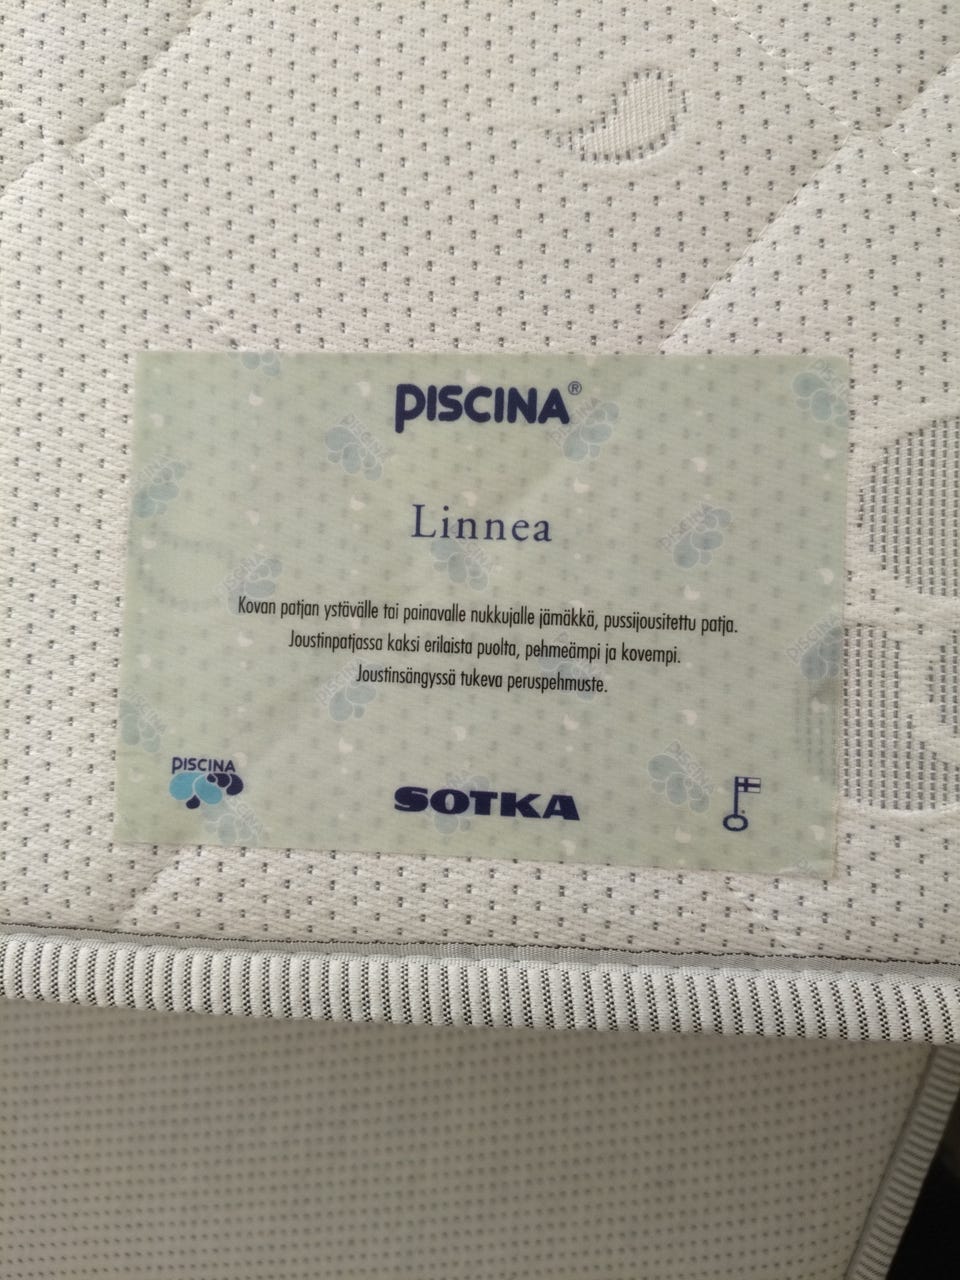 PISCINA®
Linnea
Kovan patjan ystävälle tai painavalle nukkujalle jämäkkä, pussijousitettu patja.
Joustinpatjassa kaksi erilaista puolta, pehmeämpi ja kovempi.
Joustinsängyssä tukeva peruspehmuste.
PISCINA
SOTKA